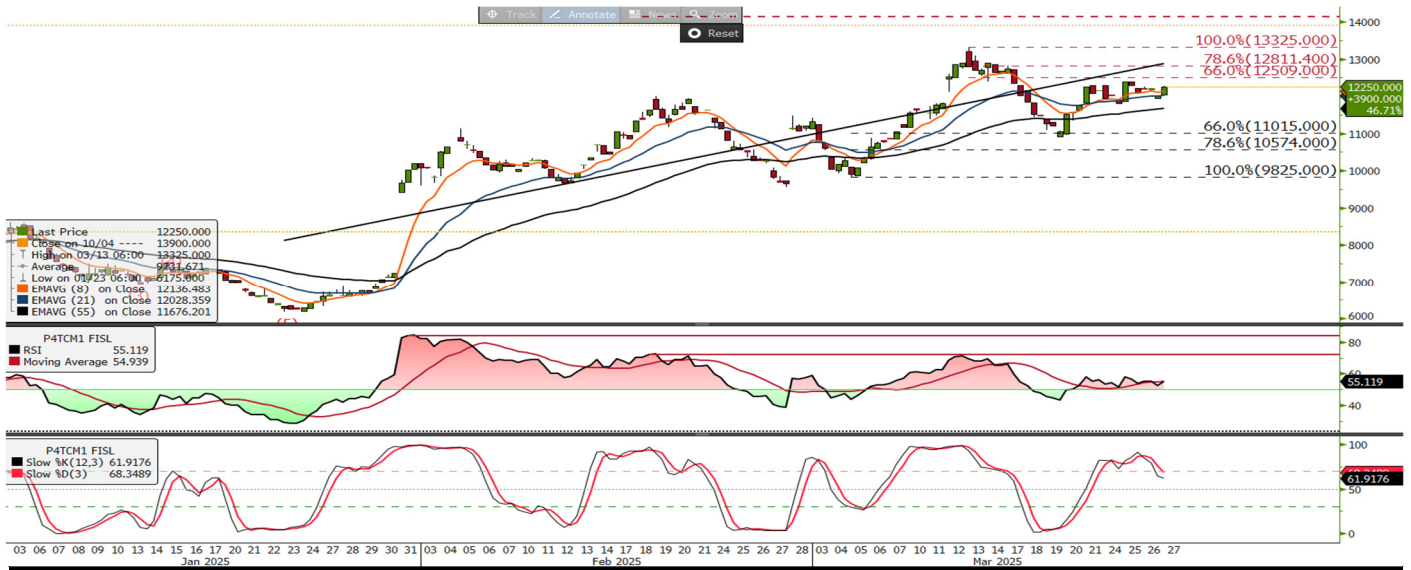 Track Annotate News Zoom
Reset
14000
100.0%(13325.000)
13000
78.6%(12811.400)
66.0%(12509.000)
12250.000
3900.000
46.71%
66.0%(11015.000)
11000
78.6%(10574.000)
100.0%(9825.000)
10000
9000
8000
7000
6000
Last Price 12250.000
Close on 10/04 ---- 13900.000
High on 03/13 06:00 13325.000
Average 9731.671
Low on 01/23 06:00 6175.000
EMAVG (8) on Close 12136.483
EMAVG (21) on Close 12028.359
EMAVG (55) on Close 11676.201
P4TCM1 FISL
RSI 55.119
Moving Average 54.939
80
60
55.119
40
P4TCM1 FISL
Slow %K(12,3) 61.9176
Slow %D(3) 68.3489
100
68.3489
61.9176
50
0
03 06 07 08 09 10 13 14 15 16 17 20 21 22 23 24 27 28 29 30 31 03 04 05 06 07 10 11 12 13 14 17 18 19 20 21 24 25 26 27 28 03 04 05 06 07 10 11 12 13 14 17 18 19 20 21 24 25 26 27
Jan 2025 Feb 2025 Mar 2025